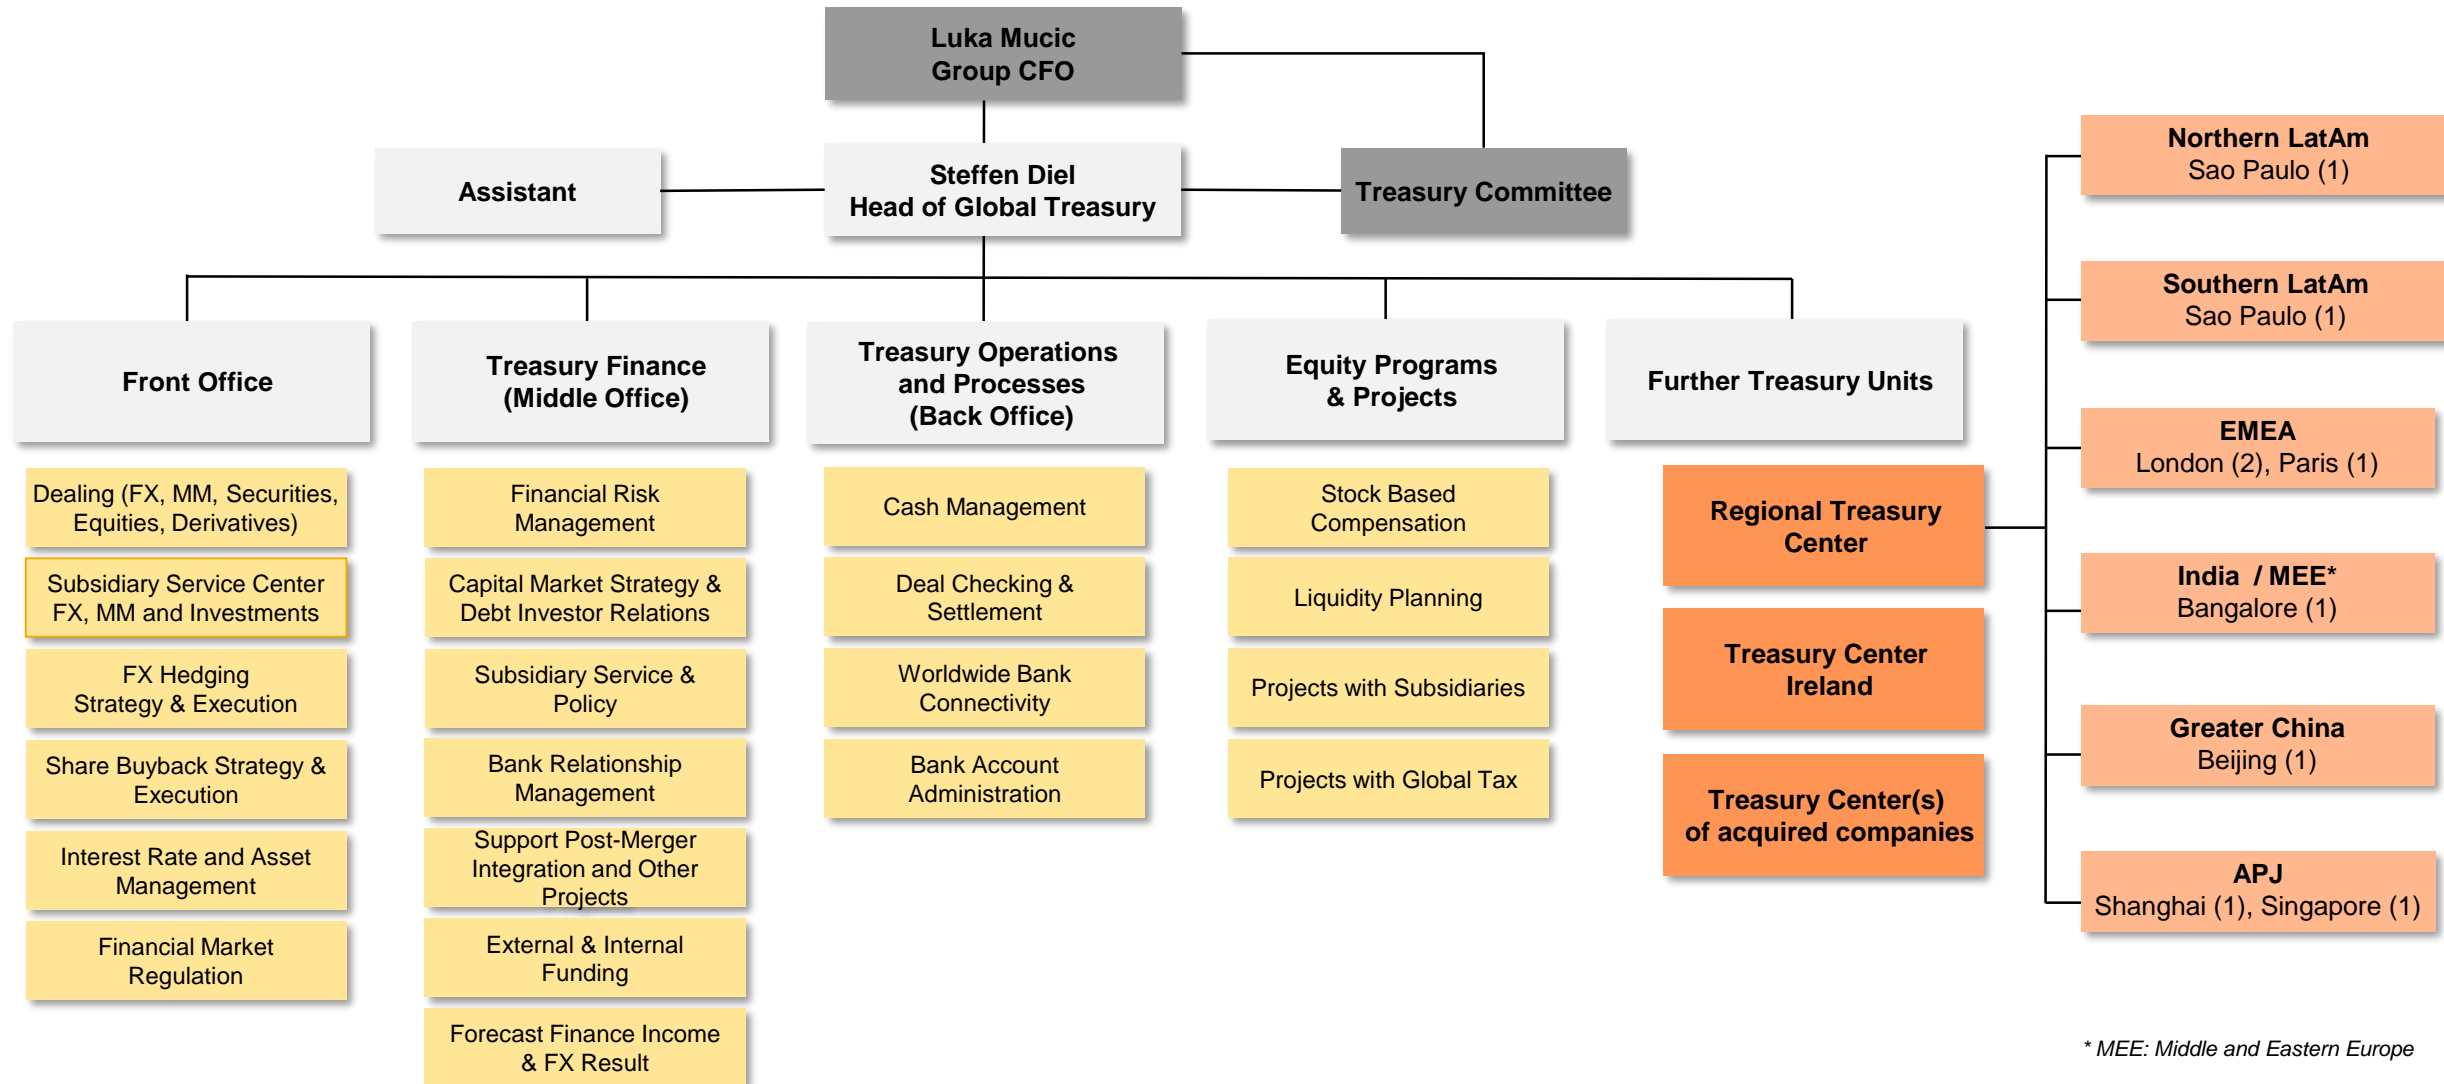 Luka Mucic
Group CFO
Assistant
Steffen Diel
Head of Global Treasury
Treasury Committee
Front Office
Treasury Finance
(Middle Office)
Treasury Operations
and Processes
(Back Office)
Equity Programs
& Projects
Further Treasury Units
Dealing (FX, MM, Securities,
Equities, Derivatives)
Subsidiary Service Center
FX, MM and Investments
FX Hedging
Strategy & Execution
Share Buyback Strategy &
Execution
Interest Rate and Asset
Management
Financial Market
Regulation
Financial Risk
Management
Capital Market Strategy &
Debt Investor Relations
Subsidiary Service &
Policy
Bank Relationship
Management
Support Post-Merger
Integration and Other
Projects
External & Internal
Funding
Forecast Finance Income
& FX Result
Cash Management
Deal Checking &
Settlement
Worldwide Bank
Connectivity
Bank Account
Administration
Stock Based
Compensation
Liquidity Planning
Projects with Subsidiaries
Projects with Global Tax
Regional Treasury
Center
Treasury Center
Ireland
Treasury Center(s)
of acquired companies
Northern LatAm
Sao Paulo (1)
Southern LatAm
Sao Paulo (1)
EMEA
London (2), Paris (1)
India / MEE*
Bangalore (1)
Greater China
Beijing (1)
APJ
Shanghai (1), Singapore (1)
* MEE: Middle and Eastern Europe